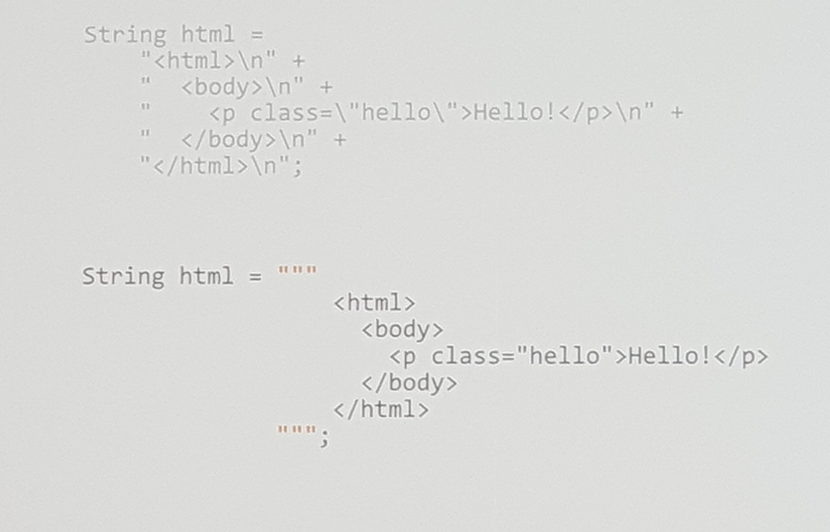 String html =
    "<html>\n" +
    "  <body>\n" +
    "    <p class=\"hello\">Hello!</p>\n" +
    "  </body>\n" +
    "</html>\n";
String html = """
                  <html>
                    <body>
                      <p class="hello">Hello!</p>
                    </body>
                  </html>
              """;